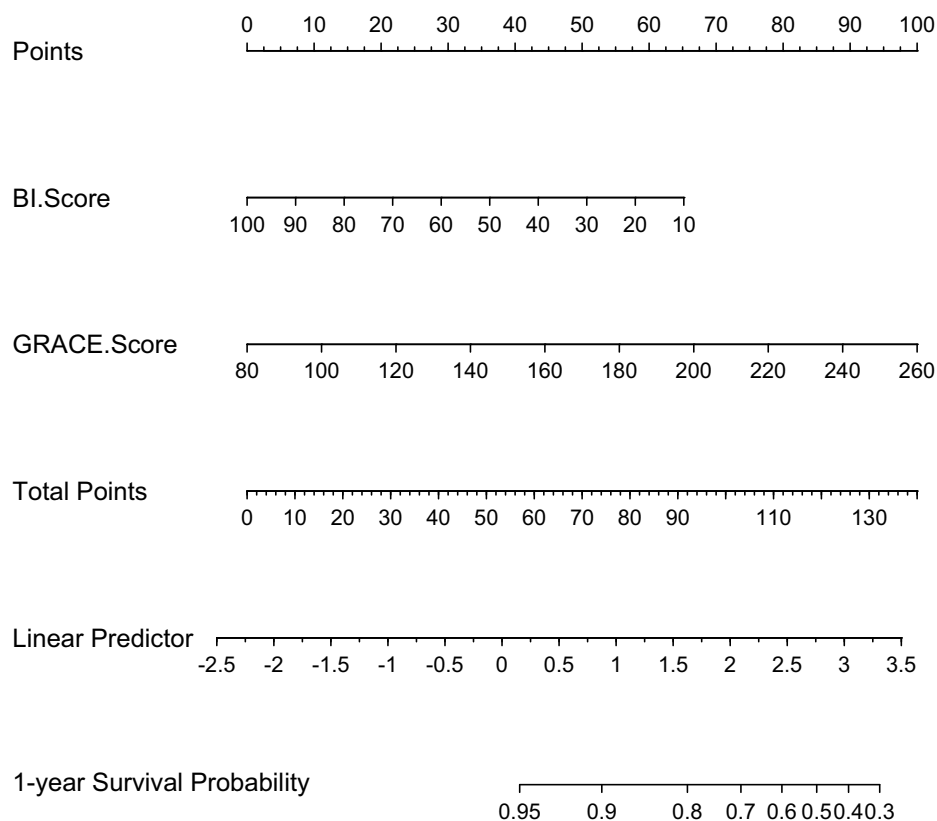 0 10 20 30 40 50 60 70 80 90 100
Points
BI.Score
100 90 80 70 60 50 40 30 20 10
GRACE.Score
80 100 120 140 160 180 200 220 240 260
Total Points
0 10 20 30 40 50 60 70 80 90 110 130
Linear Predictor
-2.5 -2 -1.5 -1 -0.5 0 0.5 1 1.5 2 2.5 3 3.5
1-year Survival Probability
0.95 0.9 0.8 0.7 0.6 0.5 0.4 0.3